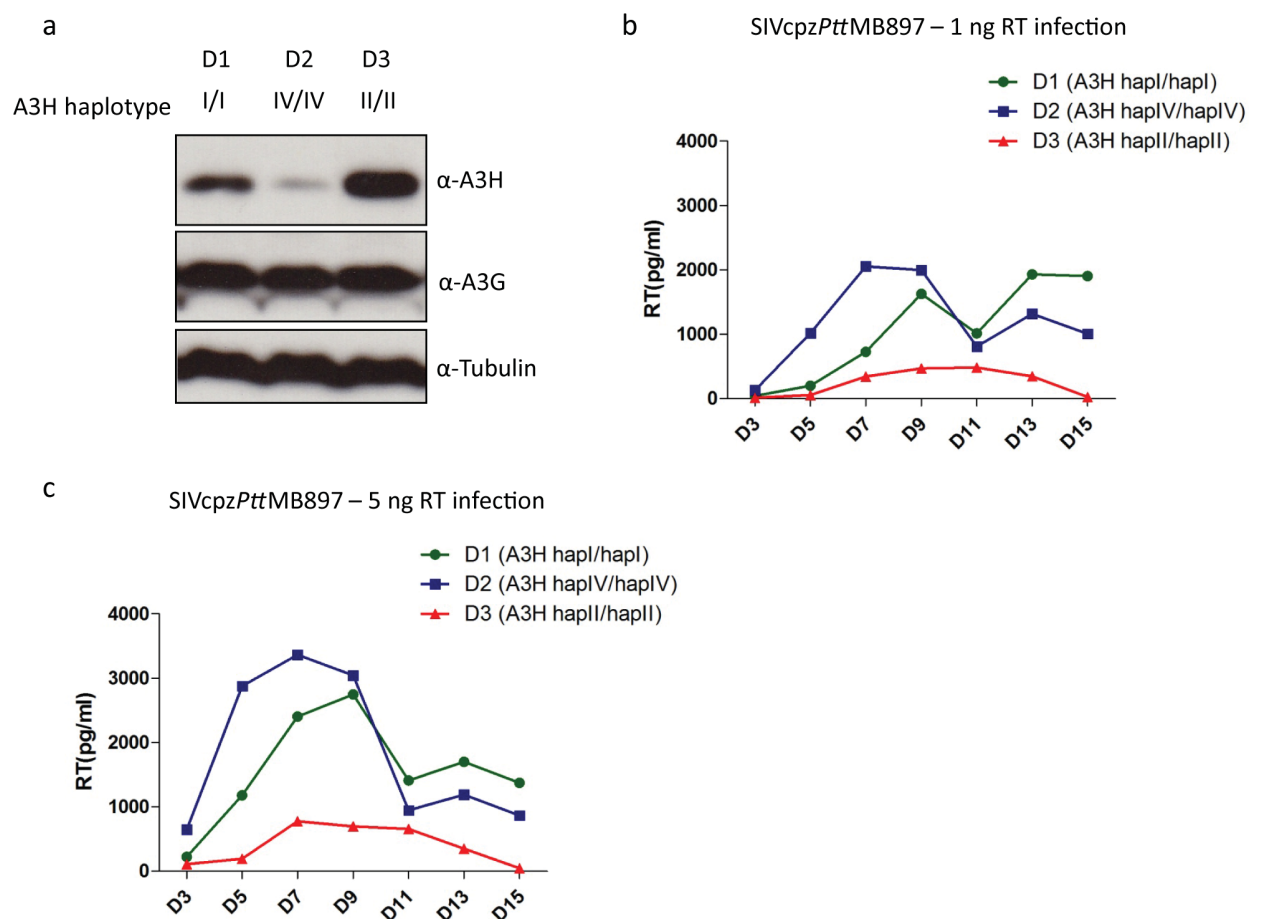 a
D1 D2 D3
A3H haplotype I/I IV/IV II/II
α-A3H
α-A3G
α-Tubulin
b
SIVcpzPttMB897 – 1 ng RT infection
D1 (A3H hapI/hapI)
D2 (A3H hapIV/hapIV)
D3 (A3H hapII/hapII)
RT(pg/ml)
4000
3000
2000
1000
0
D3 D5 D7 D9 D11 D13 D15
c
SIVcpzPttMB897 – 5 ng RT infection
D1 (A3H hapI/hapI)
D2 (A3H hapIV/hapIV)
D3 (A3H hapII/hapII)
RT(pg/ml)
4000
3000
2000
1000
0
D3 D5 D7 D9 D11 D13 D15